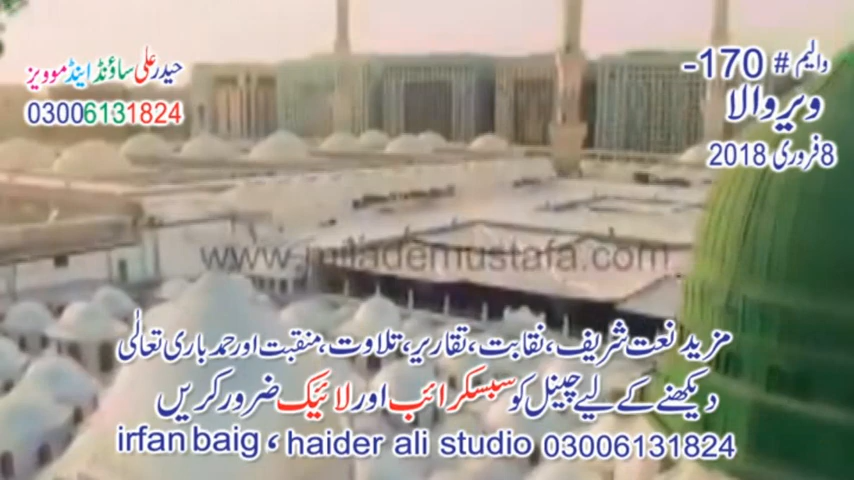 حیدر علی ساؤنڈ اینڈ موویز
03006131824
والیم # 170-
ویروالا
8 فروری 2018
www.milademustafa.com
مزید نعت شریف، نقابت، تقاریر، تلاوت، منقبت اور حمد باری تعالٰی
دیکھنے کے لیے چینل کو سبسکرائب اور لائیک ضرور کریں
irfan baig، haider ali studio 03006131824